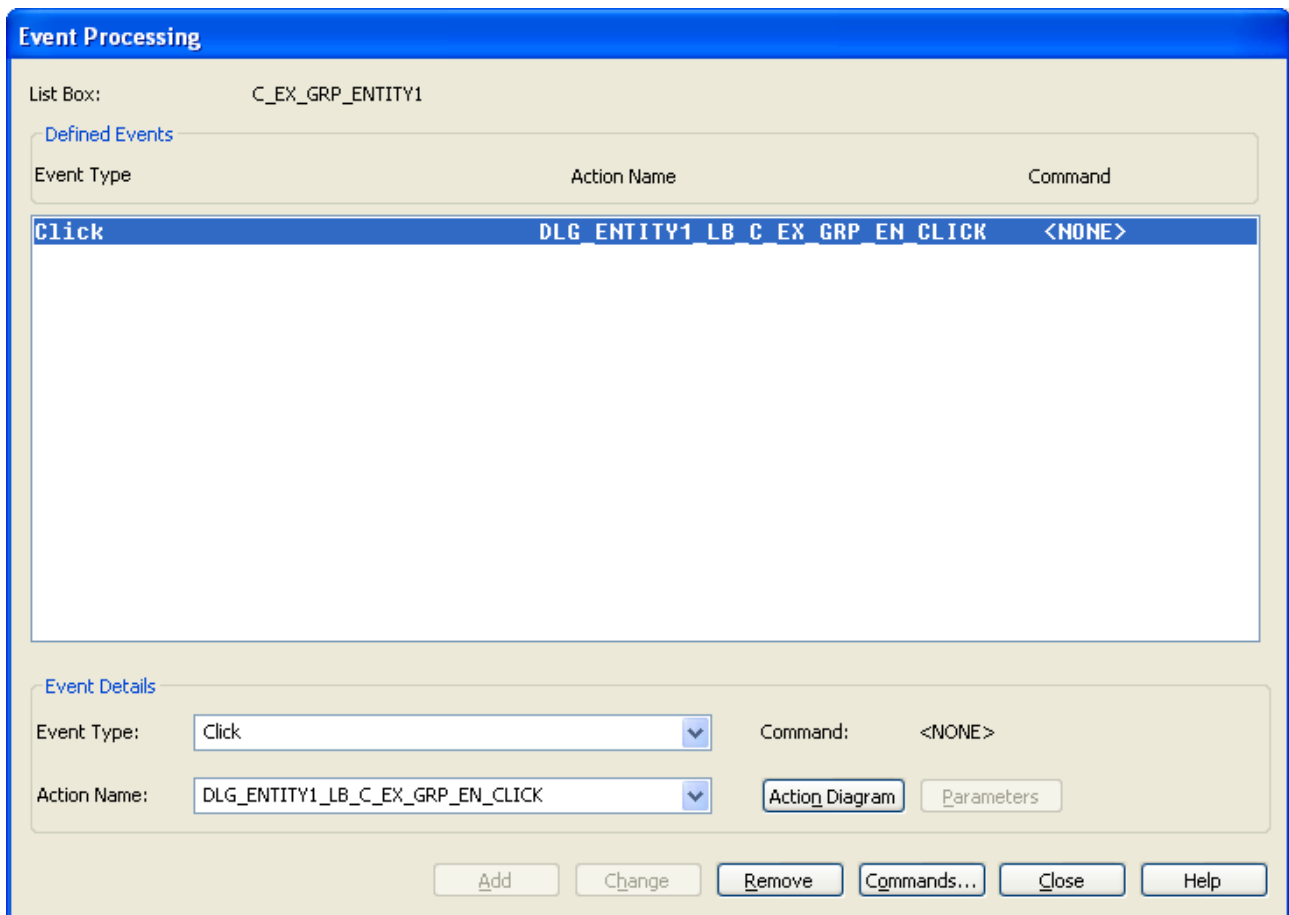 Event Processing
List Box: C_EX_GRP_ENTITY1
Defined Events
Event Type Action Name Command
Click DLG_ENTITY1_LB_C_EX_GRP_EN_CLICK <NONE>
Event Details
Event Type: Click Command: <NONE>
Action Name: DLG_ENTITY1_LB_C_EX_GRP_EN_CLICK Action Diagram Parameters
Add Change Remove Commands... Close Help